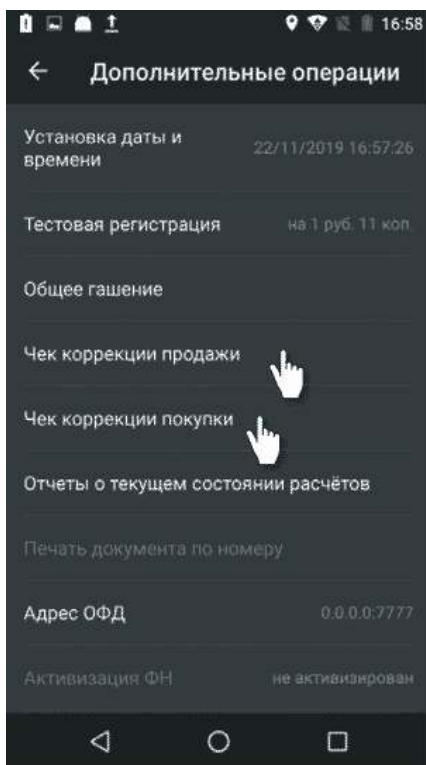 16:58
Дополнительные операции
Установка даты и
времени
22/11/2019 16:57:26
Тестовая регистрация на 1 руб. 11 коп.
Общее гашение
Чек коррекции продажи
Чек коррекции покупки
Отчеты о текущем состоянии расчётов
Печать документа по номеру
Адрес ОФД 0.0.0.0:7777
Активизация ФН не активизирован